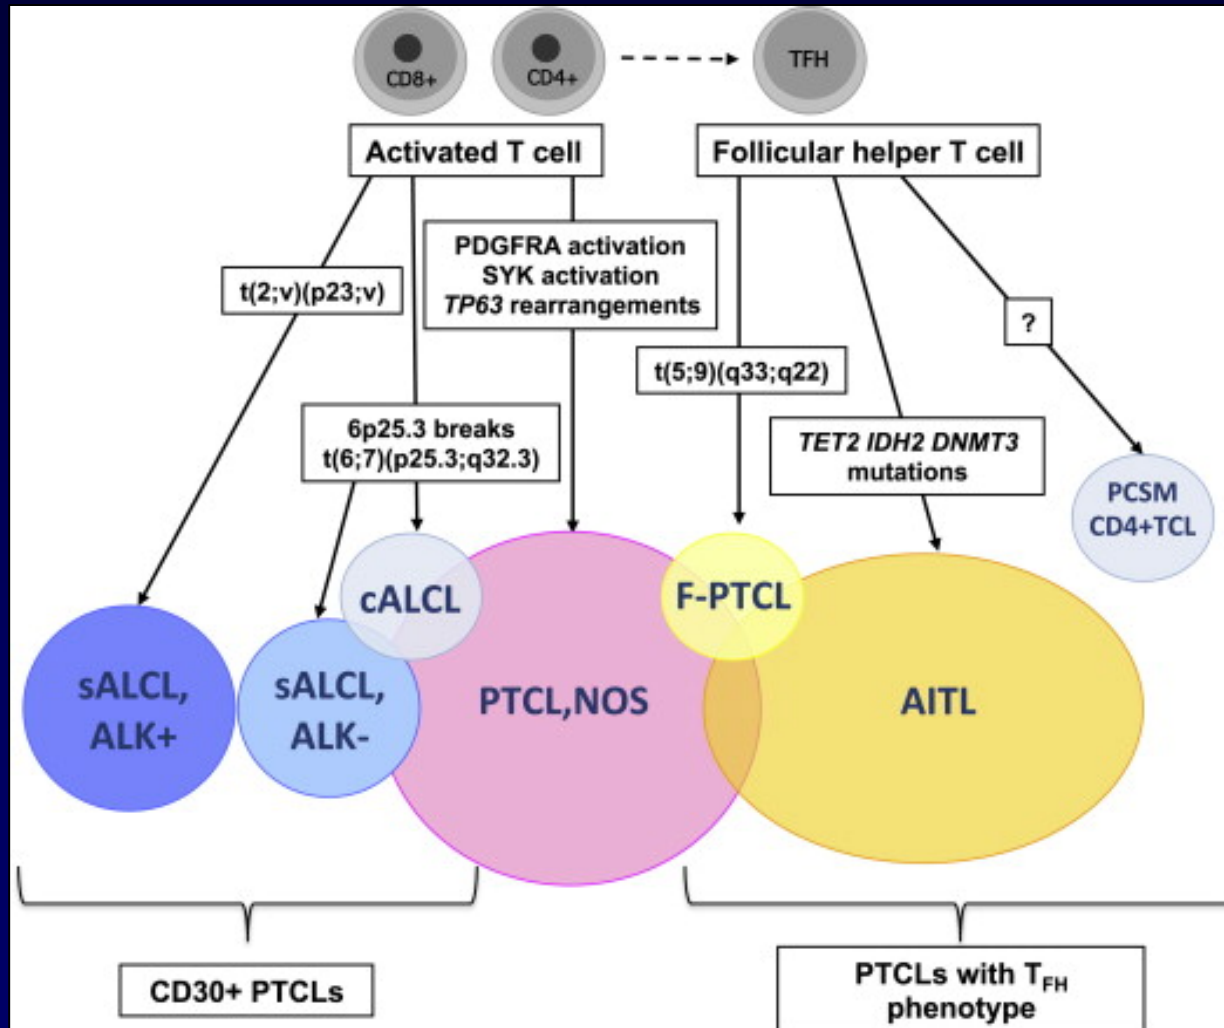 CD8+
CD4+
TFH
Activated T cell
Follicular helper T cell
PDGFRA activation
SYK activation
TP63 rearrangements
t(2;v)(p23;v)
?
t(5;9)(q33;q22)
6p25.3 breaks
t(6;7)(p25.3;q32.3)
TET2 IDH2 DNMT3
mutations
PCSM
CD4+TCL
cALCL
F-PTCL
sALCL,
ALK+
sALCL,
ALK-
PTCL,NOS
AITL
CD30+ PTCLs
PTCLs with TFH
phenotype